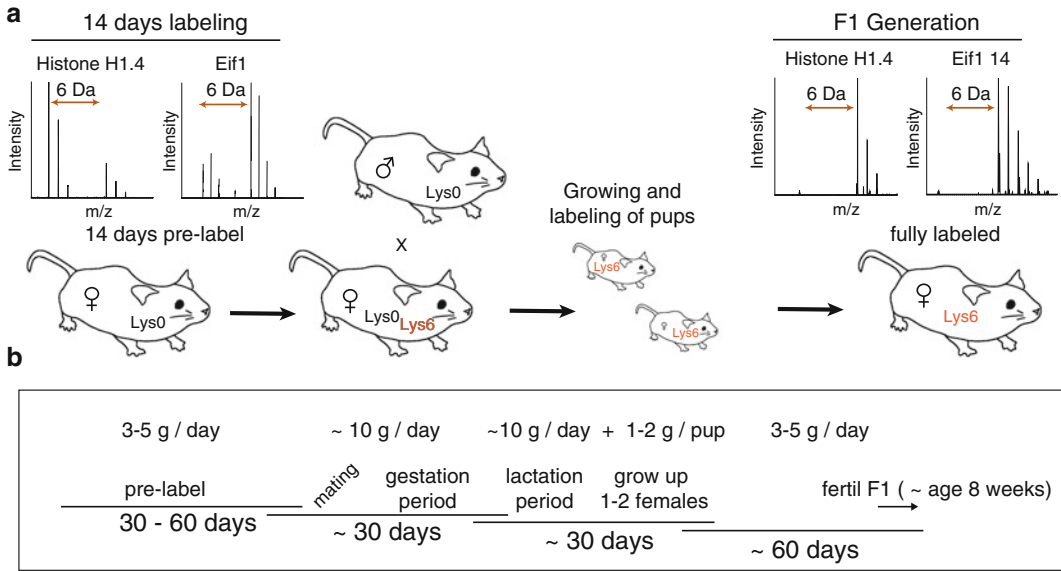 a
14 days labeling
F1 Generation
Histone H1.4
Eif1
Histone H1.4
Eif1 14
6 Da
6 Da
6 Da
6 Da
Intensity
Intensity
Intensity
Intensity
m/z
m/z
m/z
m/z
♂
Lys0
Growing and
labeling of pups
14 days pre-label
x
fully labeled
♀
Lys0
♀
Lys0
Lys6
♀
Lys6
♀
Lys6
♀
Lys6
b
3-5 g / day
~ 10 g / day
~10 g / day + 1-2 g / pup
3-5 g / day
pre-label
mating
gestation
period
lactation
period
grow up
1-2 females
fertil F1 ( ~ age 8 weeks)
30 - 60 days
~ 30 days
~ 30 days
~ 60 days